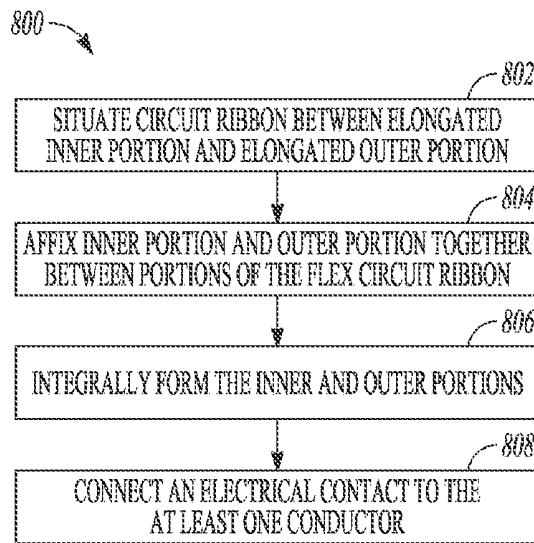 800
802
SITUATE CIRCUIT RIBBON BETWEEN ELONGATED
INNER PORTION AND ELONGATED OUTER PORTION
804
AFFIX INNER PORTION AND OUTER PORTION TOGETHER
BETWEEN PORTIONS OF THE FLEX CIRCUIT RIBBON
806
INTEGRALLY FORM THE INNER AND OUTER PORTIONS
808
CONNECT AN ELECTRICAL CONTACT TO THE
AT LEAST ONE CONDUCTOR